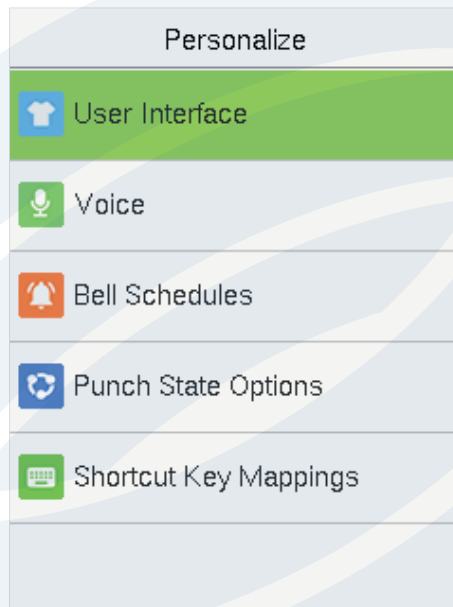 Personalize
User Interface
Voice
Bell Schedules
Punch State Options
Shortcut Key Mappings